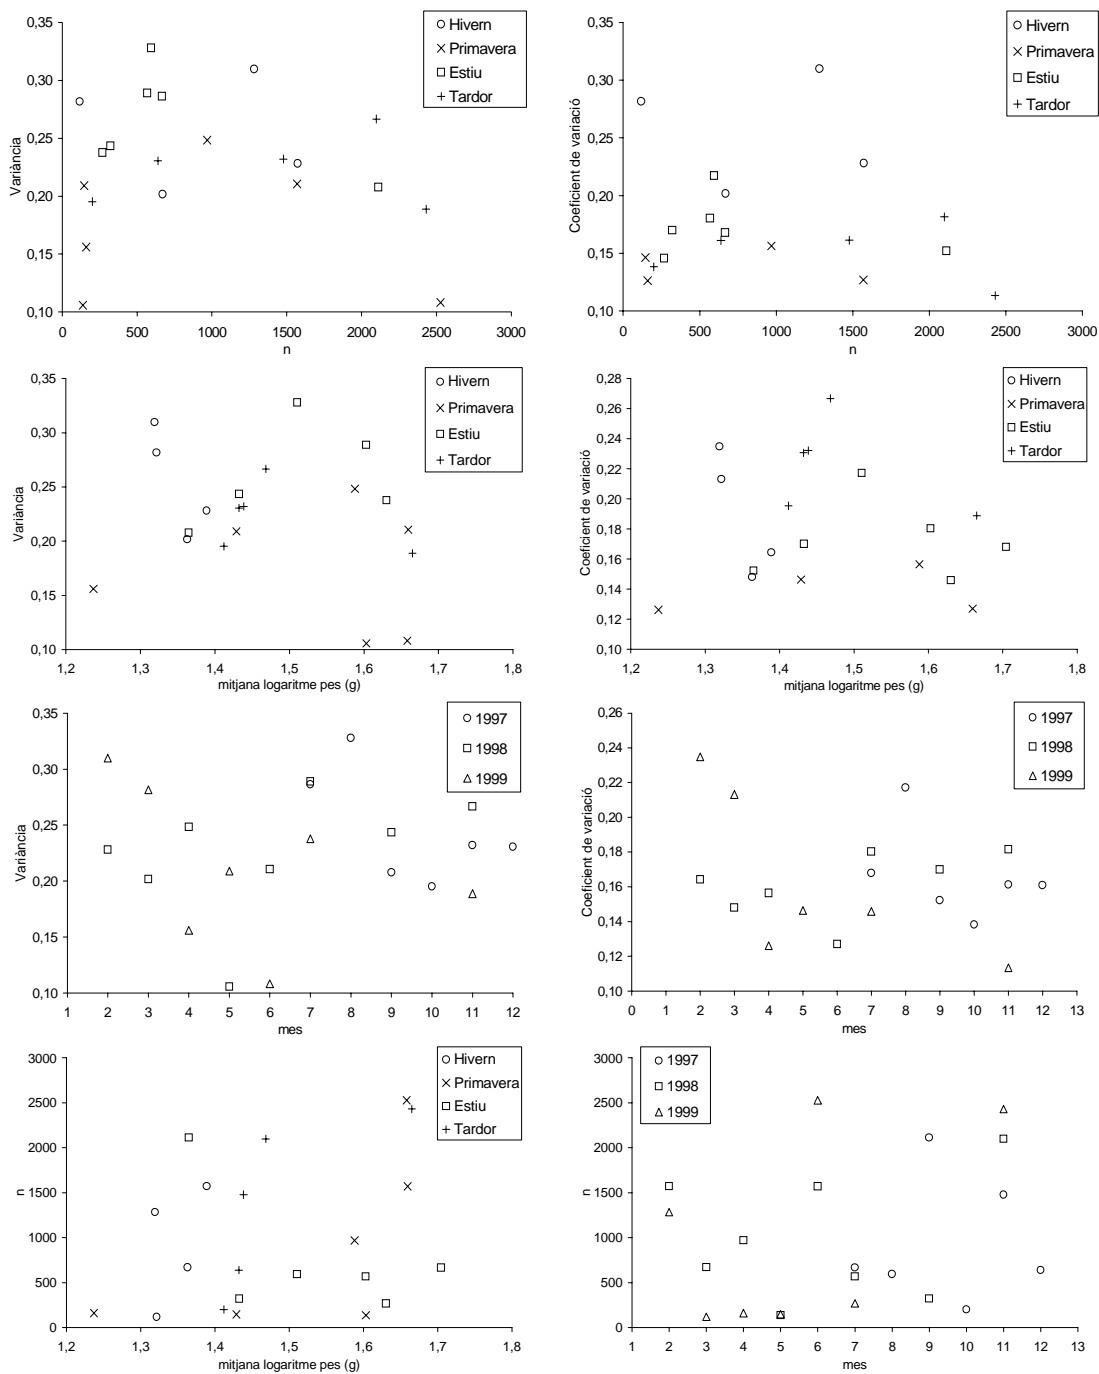 0,35
0,30
0,25
0,20
0,15
0,10
Variància
0 500 1000 1500 2000 2500 3000
n
Hivern
Primavera
Estiu
Tardor
0,35
0,30
0,25
0,20
0,15
0,10
Coeficient de variació
0 500 1000 1500 2000 2500 3000
n
Hivern
Primavera
Estiu
Tardor
0,35
0,30
0,25
0,20
0,15
0,10
Variància
1,2 1,3 1,4 1,5 1,6 1,7 1,8
mitjana logaritme pes (g)
Hivern
Primavera
Estiu
Tardor
0,28
0,26
0,24
0,22
0,20
0,18
0,16
0,14
0,12
0,10
Coeficient de variació
1,2 1,3 1,4 1,5 1,6 1,7 1,8
mitjana logaritme pes (g)
Hivern
Primavera
Estiu
Tardor
0,35
0,30
0,25
0,20
0,15
0,10
Variància
1 2 3 4 5 6 7 8 9 10 11 12
mes
1997
1998
1999
0,26
0,24
0,22
0,20
0,18
0,16
0,14
0,12
0,10
Coeficient de variació
0 1 2 3 4 5 6 7 8 9 10 11 12 13
mes
1997
1998
1999
3000
2500
2000
1500
1000
500
0
n
1,2 1,3 1,4 1,5 1,6 1,7 1,8
mitjana logaritme pes (g)
Hivern
Primavera
Estiu
Tardor
3000
2500
2000
1500
1000
500
0
n
1 2 3 4 5 6 7 8 9 10 11 12 13
mes
1997
1998
1999